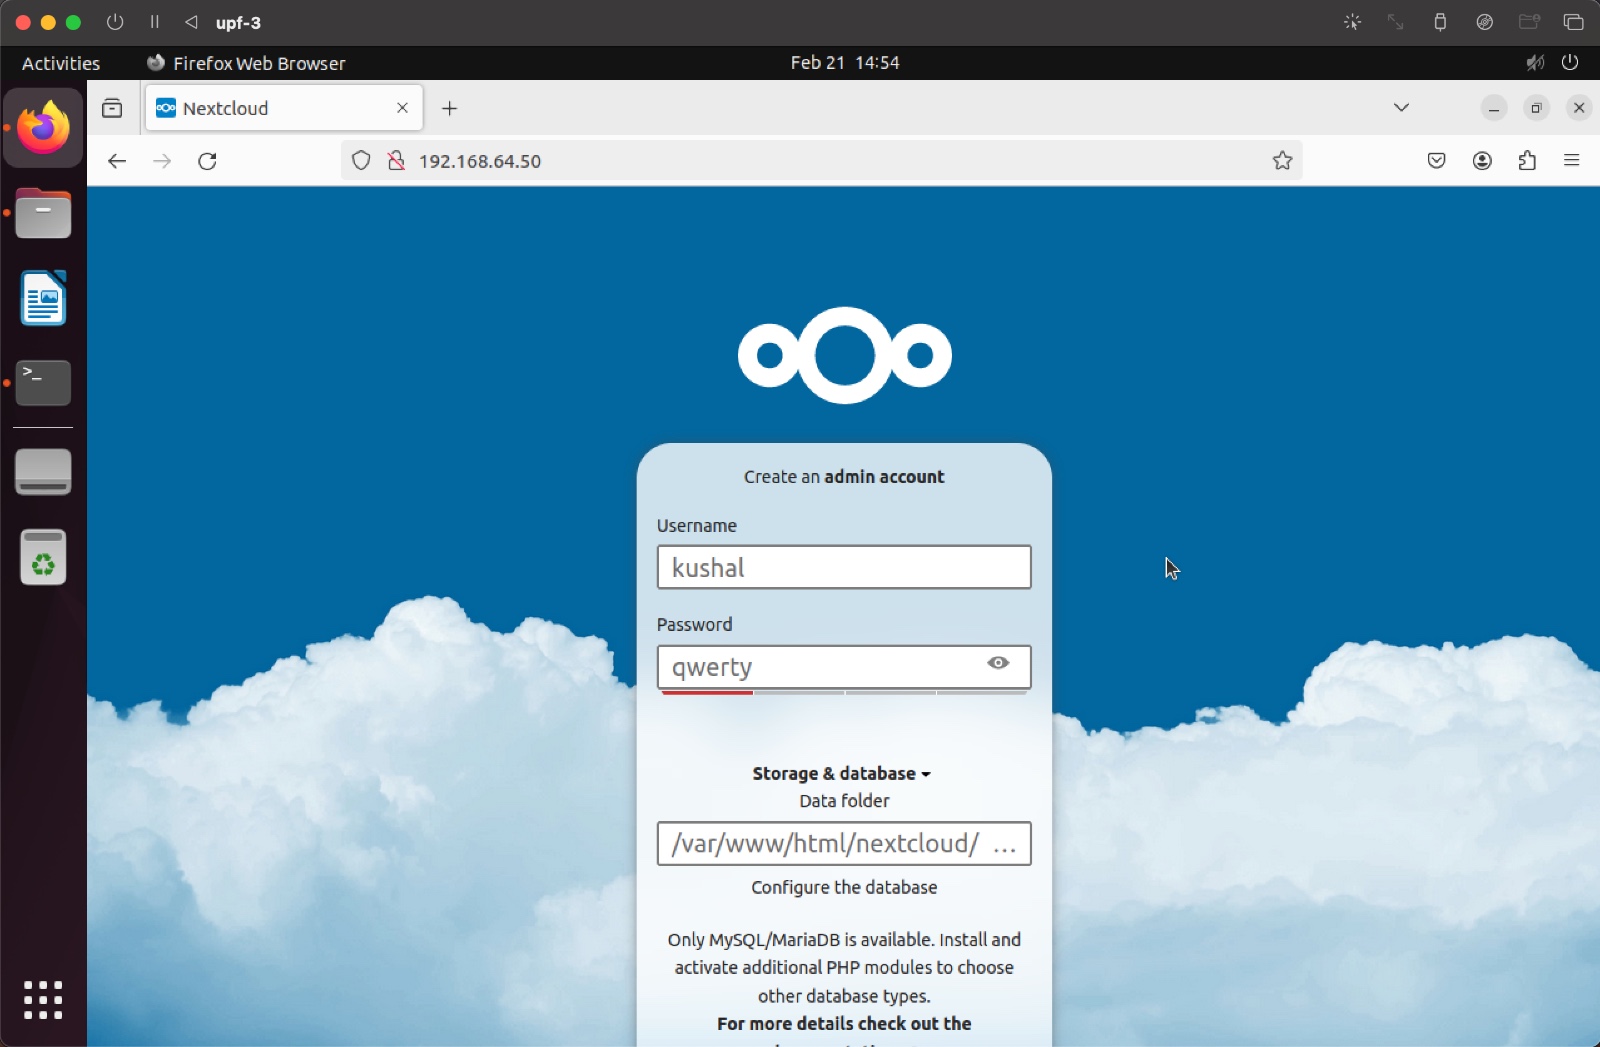 upf-3
Activities
Firefox Web Browser
Feb 21 14:54
Nextcloud
192.168.64.50
Create an admin account
Username
kushal
Password
qwerty
Storage & database
Data folder
/var/www/html/nextcloud/ ...
Configure the database
Only MySQL/MariaDB is available. Install and
activate additional PHP modules to choose
other database types.
For more details check out the